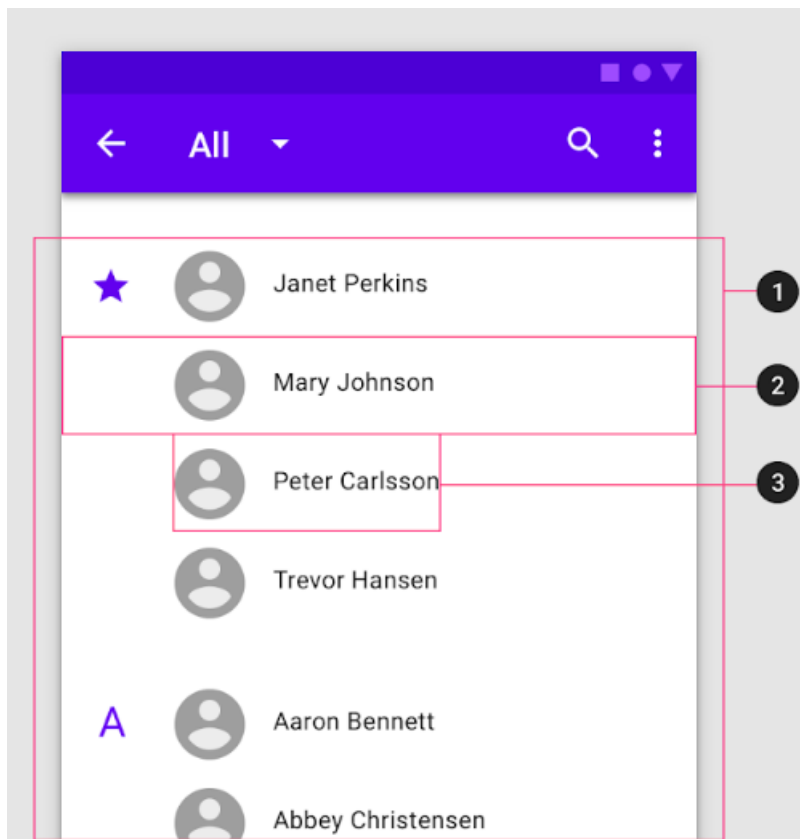 All
Janet Perkins
1
Mary Johnson
2
Peter Carlsson
3
Trevor Hansen
A
Aaron Bennett
Abbey Christensen